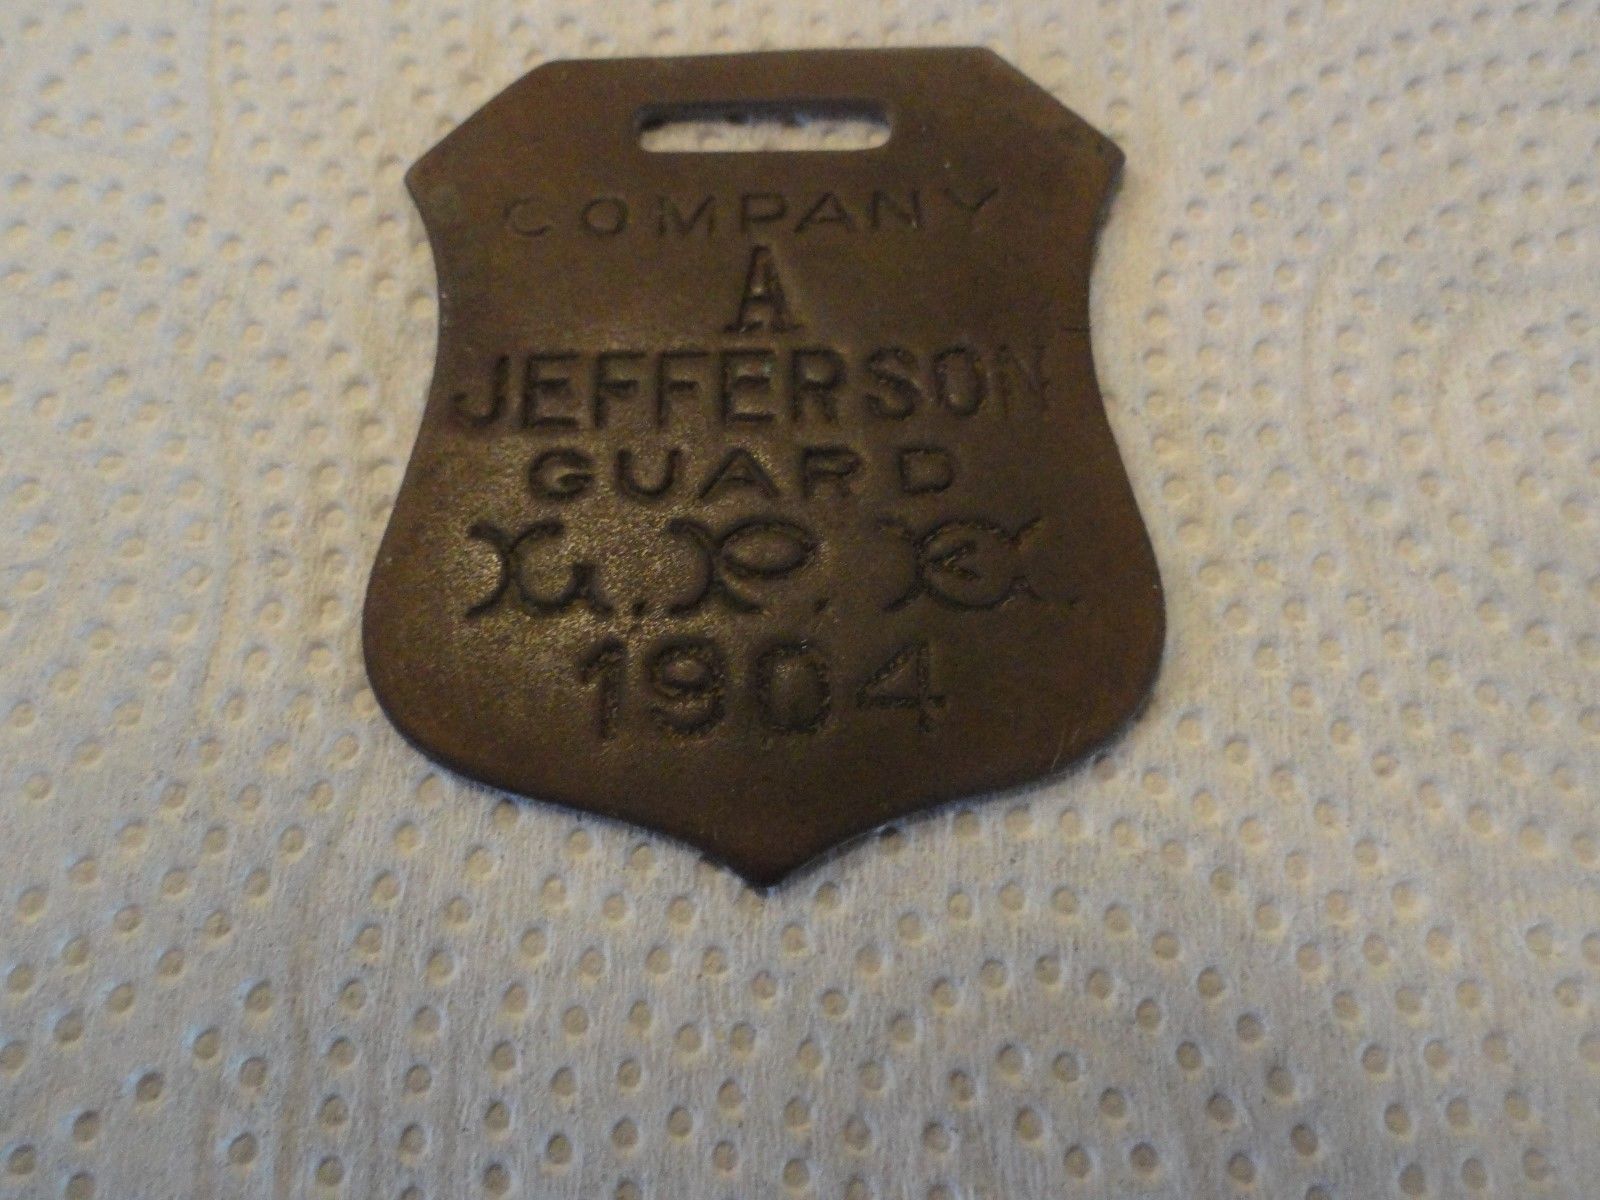 COMPANY
A
JEFFERSON
GUARD
L.P.E.
1904